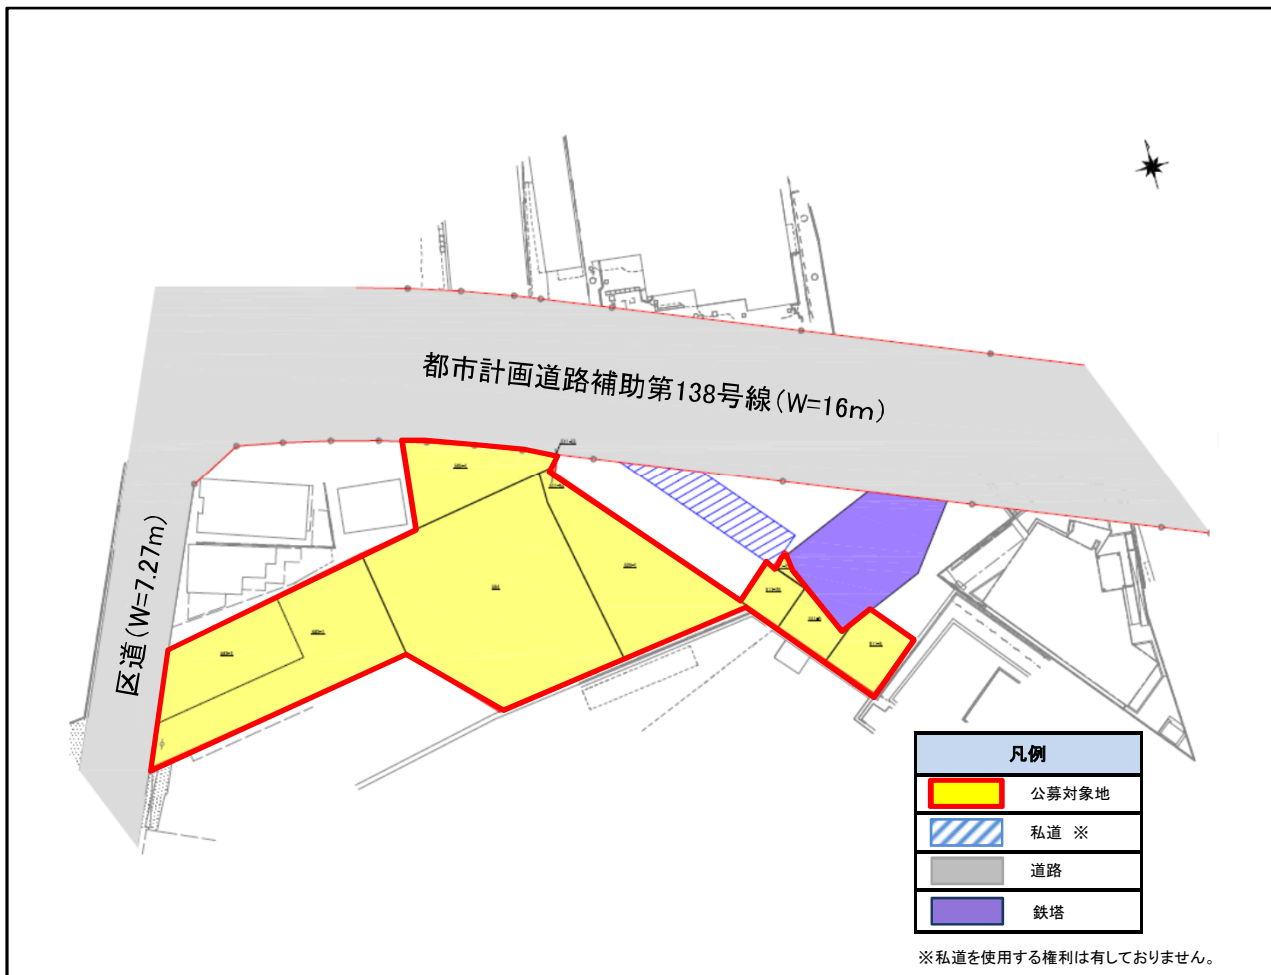 都市計画道路補助第138号線(W=16m)
区道(W=7.27m)
凡例
公募対象地
私道 ※
道路
鉄塔
※私道を使用する権利は有しておりません。